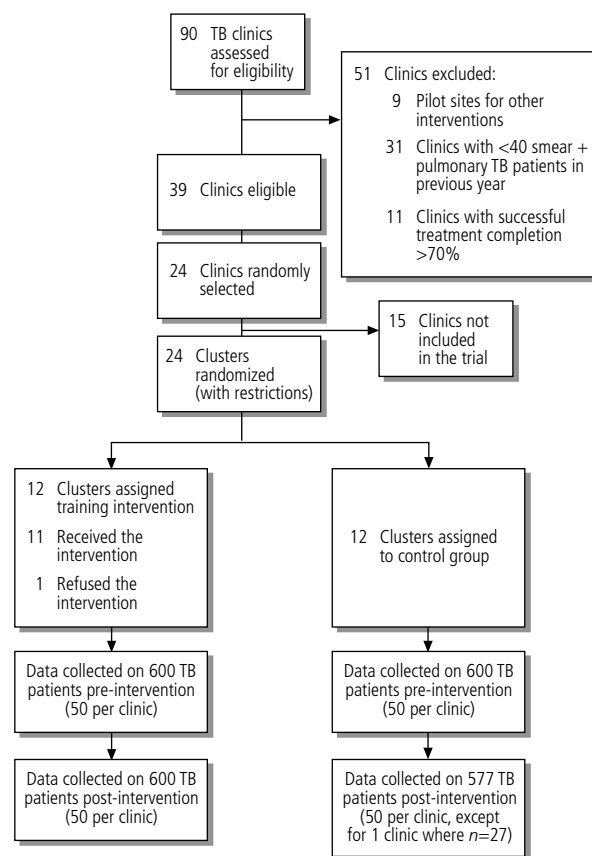 90 TB clinics
assessed
for eligibility
51 Clinics excluded:
9 Pilot sites for other
interventions
31 Clinics with <40 smear +
pulmonary TB patients in
previous year
11 Clinics with successful
treatment completion
>70%
39 Clinics eligible
24 Clinics randomly
selected
15 Clinics not
included
in the trial
24 Clusters
randomized
(with restrictions)
12 Clusters assigned
training intervention
11 Received the
intervention
1 Refused the
intervention
12 Clusters assigned
to control group
Data collected on 600 TB
patients pre-intervention
(50 per clinic)
Data collected on 600 TB
patients pre-intervention
(50 per clinic)
Data collected on 600 TB
patients post-intervention
(50 per clinic)
Data collected on 577 TB
patients post-intervention
(50 per clinic, except
for 1 clinic where n=27)